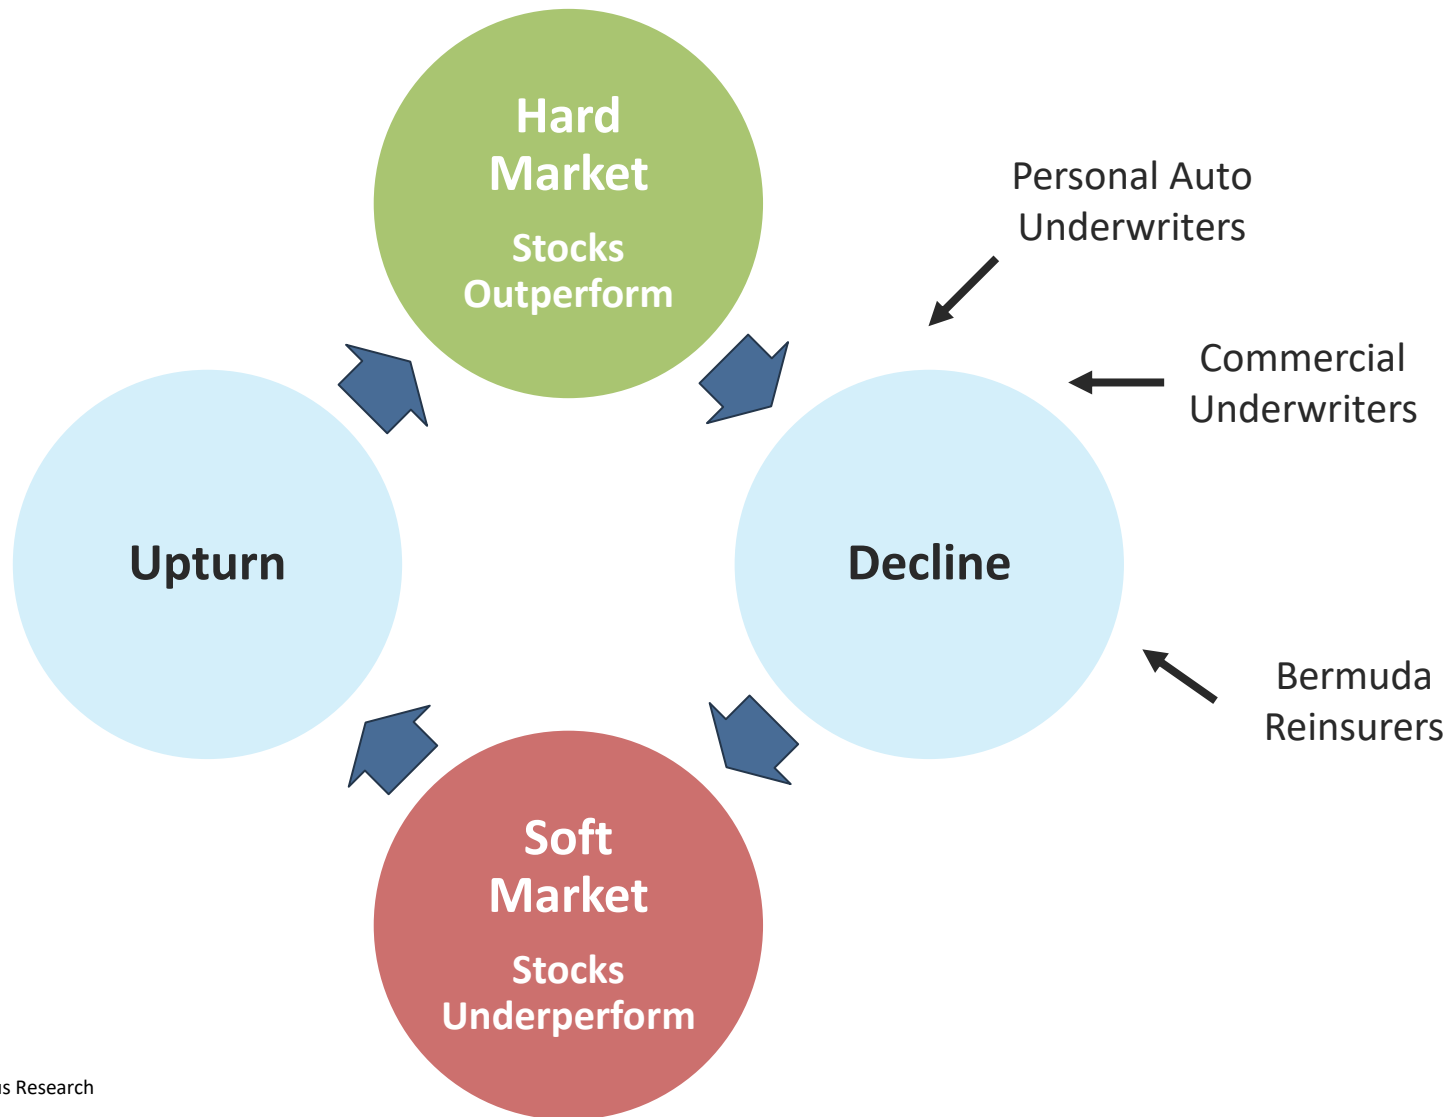 Hard
Market
Stocks
Outperform
Personal Auto
Underwriters
Commercial
Underwriters
Upturn
Decline
Bermuda
Reinsurers
Soft
Market
Stocks
Underperform
Research